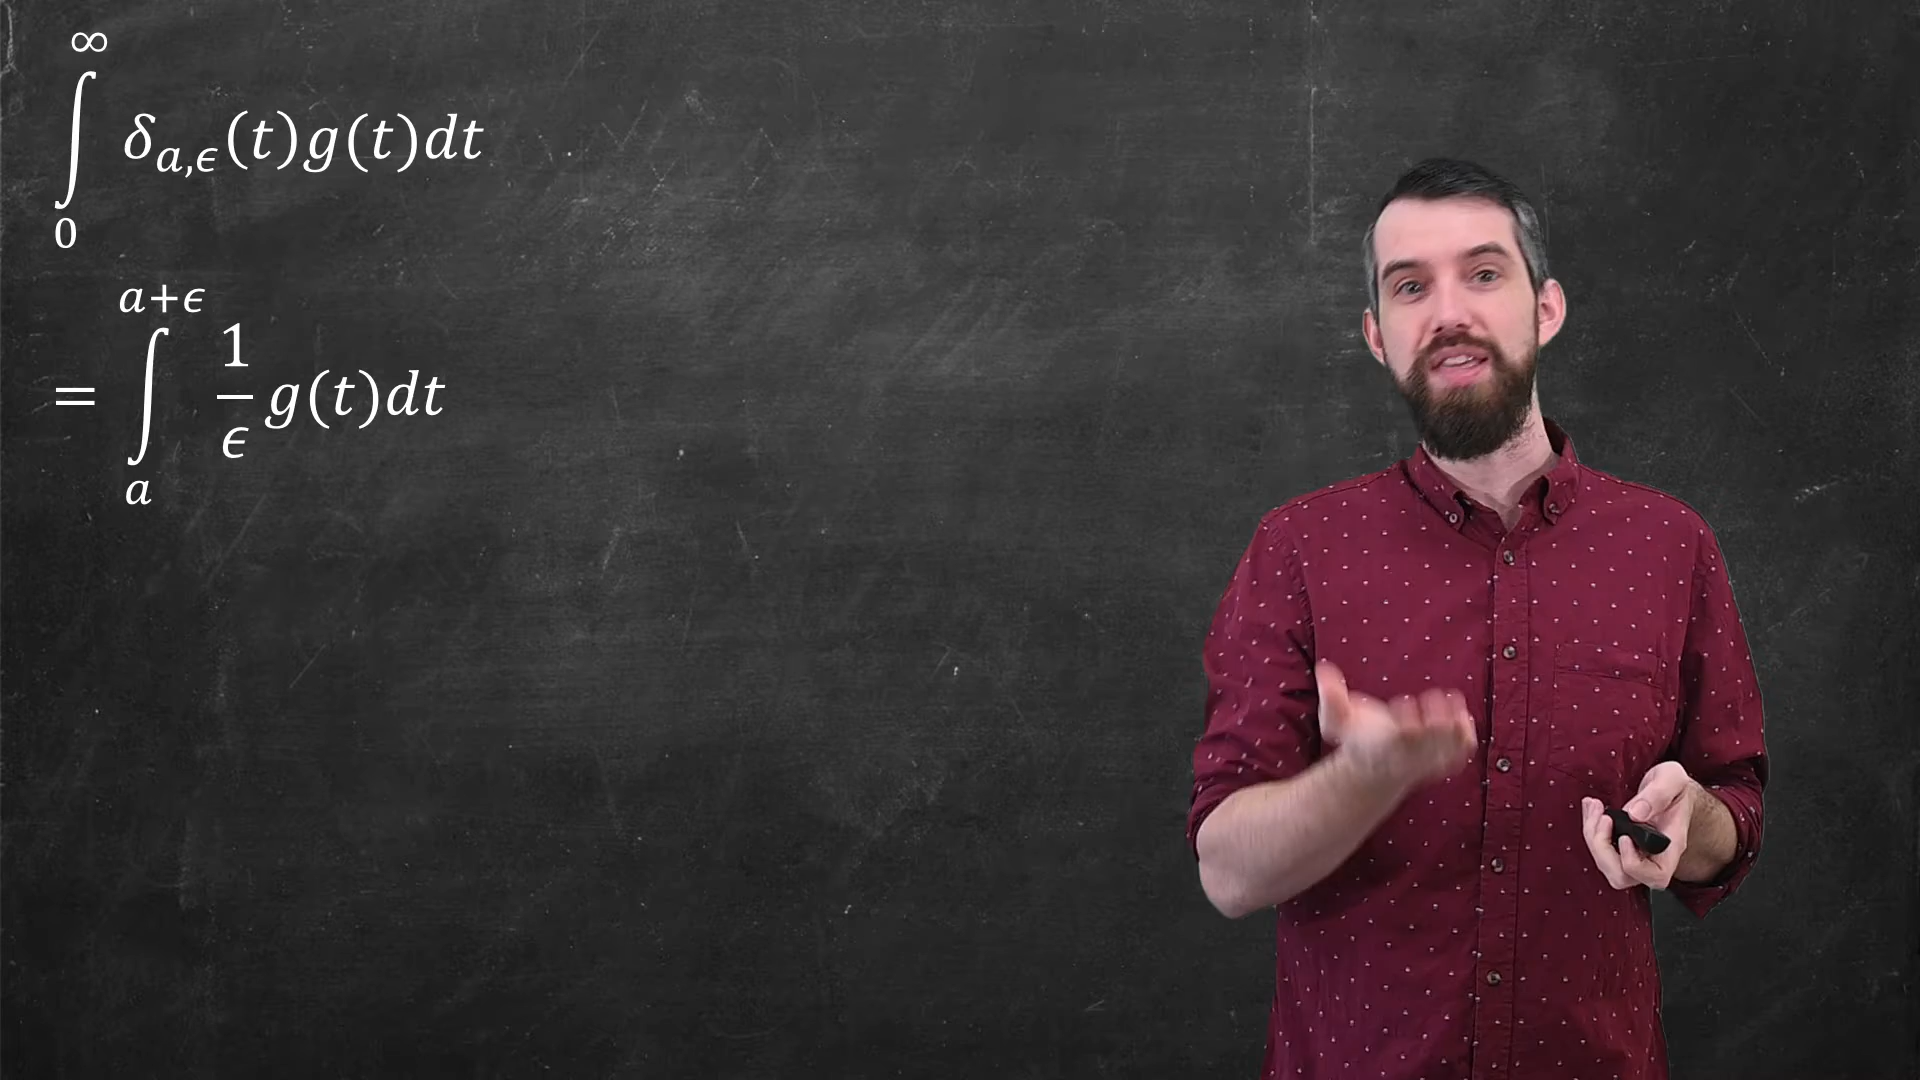 ∫₀^∞ δ_{a,ϵ}(t)g(t)dt
= ∫ₐ^{a+ϵ} 1/ϵ g(t)dt